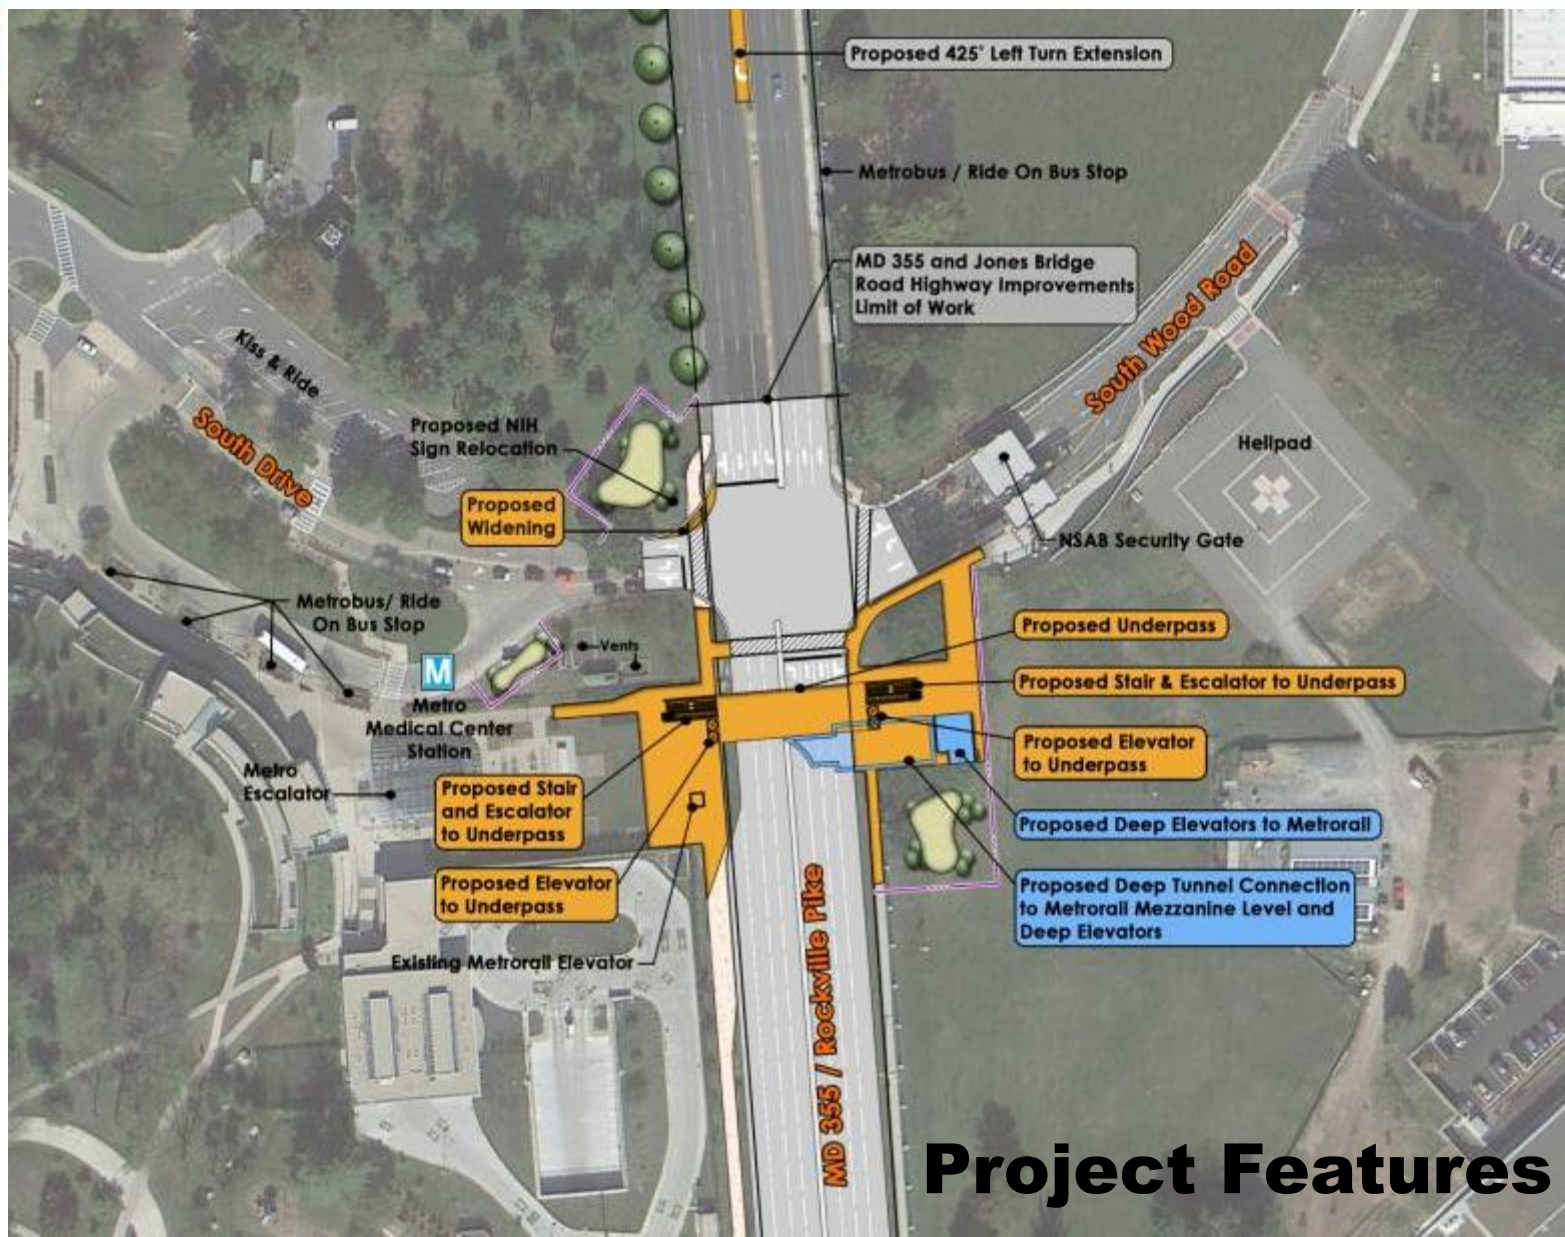 Proposed 425' Left Turn Extension
Metrobus / Ride On Bus Stop
MD 355 and Jones Bridge
Road Highway Improvements
Limit of Work
South Wood Road
Kiss & Ride
South Drive
Proposed NIH
Sign Relocation
Helipad
Proposed
Widening
NSAB Security Gate
Metrobus/ Ride
On Bus Stop
Vents
Proposed Underpass
M
Metro
Medical Center
Station
Proposed Stair & Escalator to Underpass
Proposed Elevator
to Underpass
Metro
Escalator
Proposed Stair
and Escalator
to Underpass
Proposed Deep Elevators to Metrorail
Proposed Elevator
to Underpass
Proposed Deep Tunnel Connection
to Metrorail Mezzanine Level and
Deep Elevators
Existing Metrorail Elevator
MD 355 / Rockville Pike
Project Features